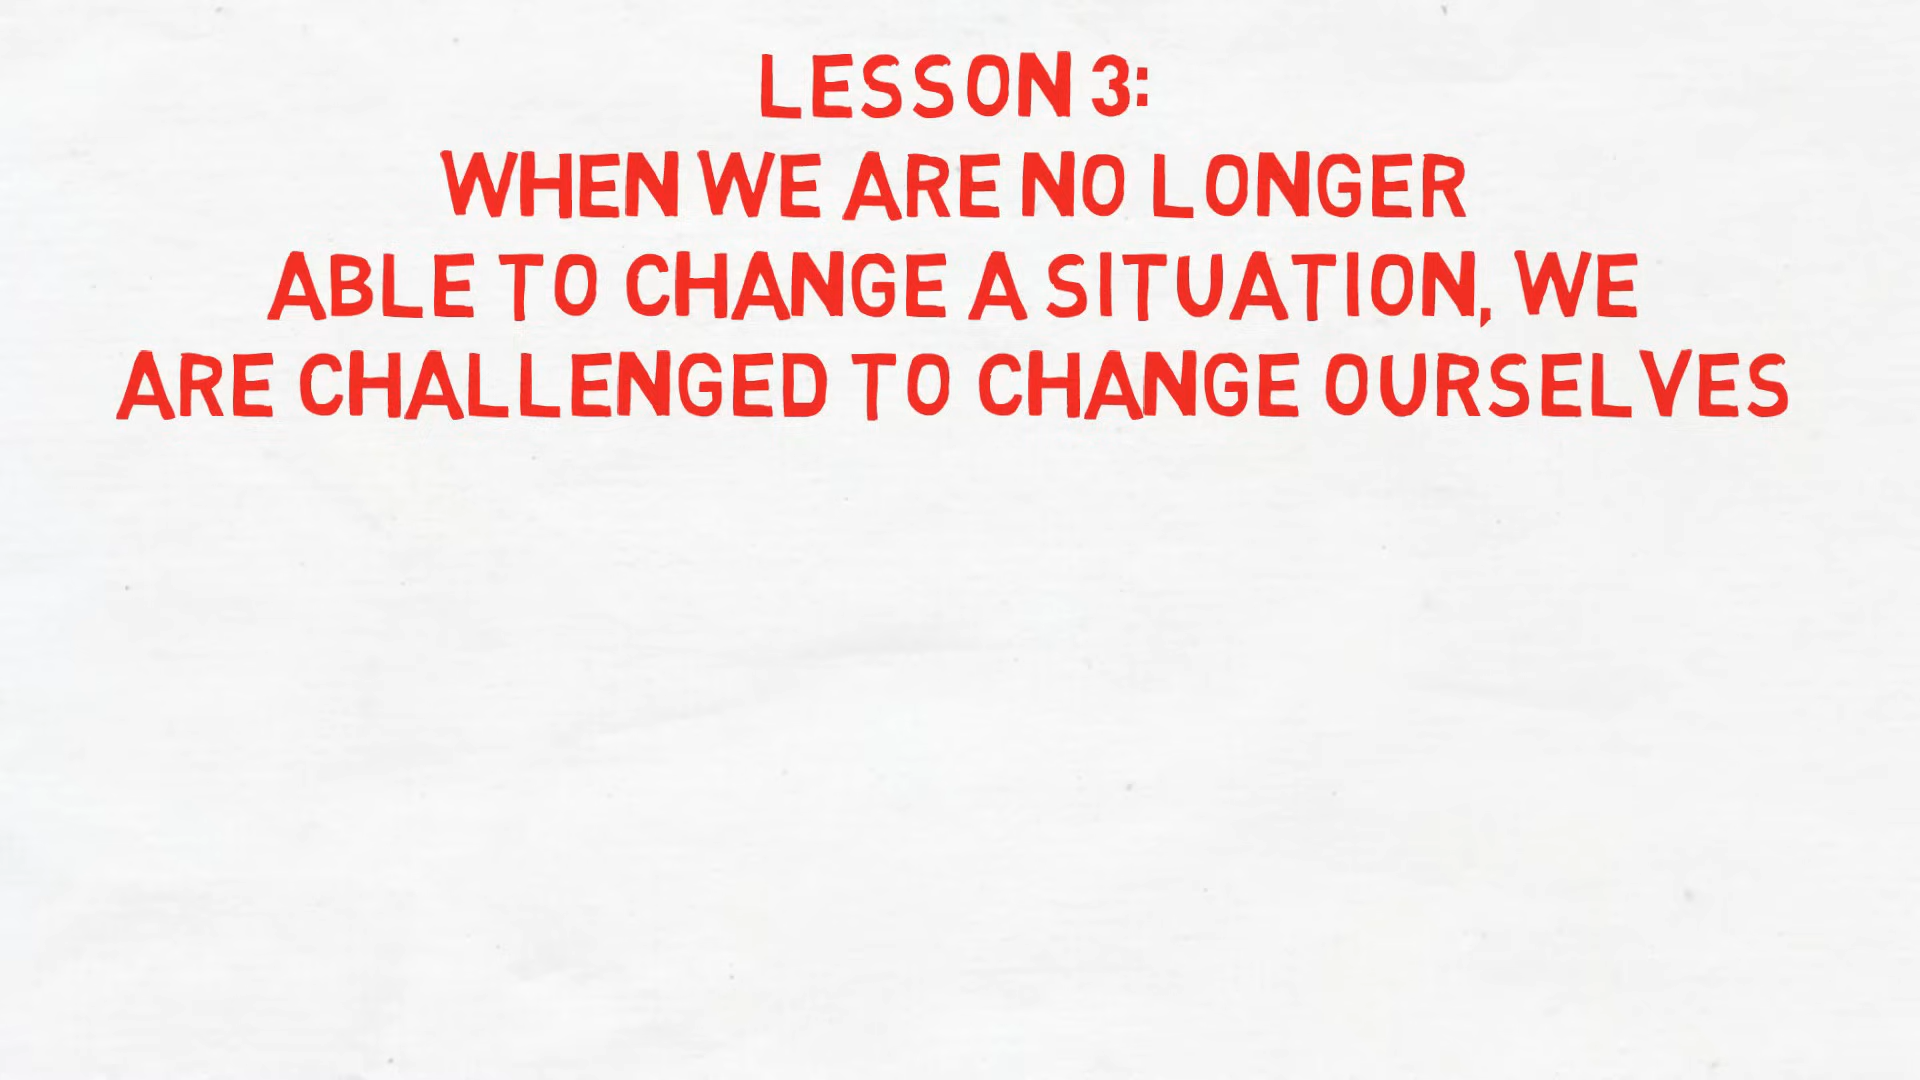 LESSON 3:
WHEN WE ARE NO LONGER
ABLE TO CHANGE A SITUATION, WE
ARE CHALLENGED TO CHANGE OURSELVES